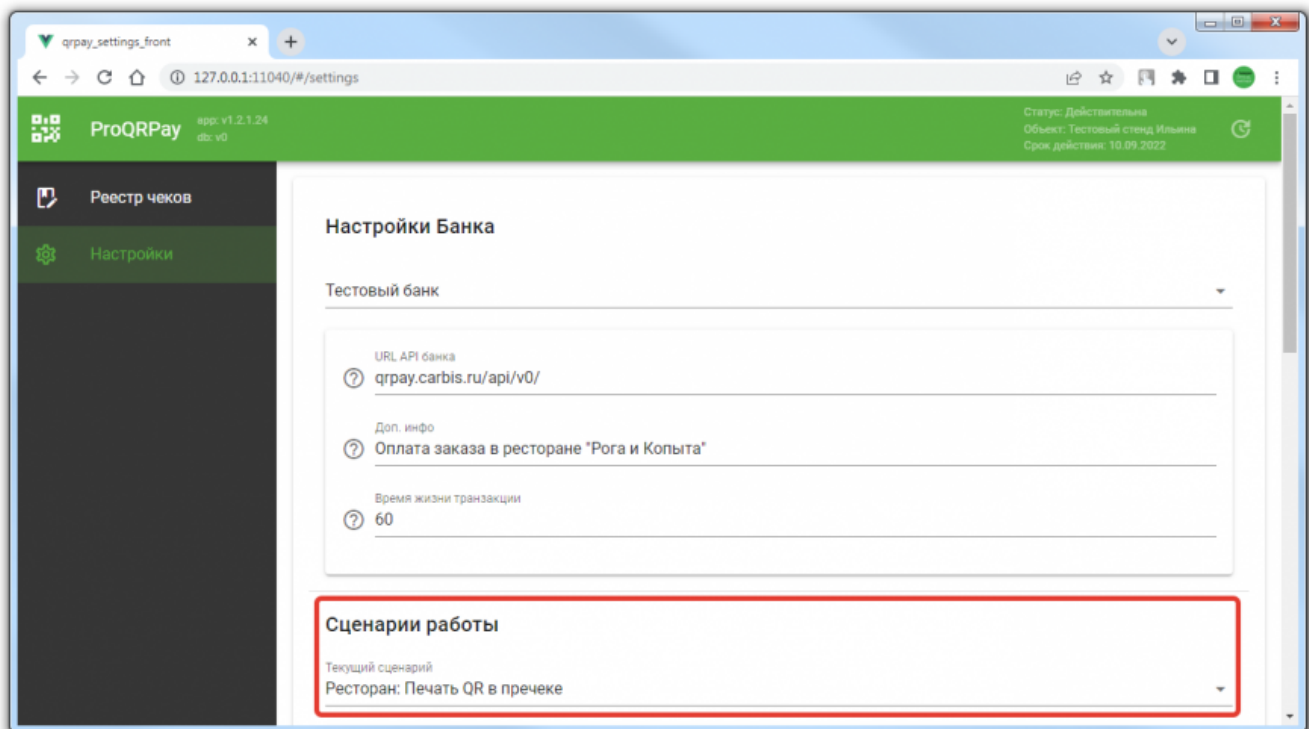 qrpay_settings_front
127.0.0.1:11040/#/settings
ProQRPay
app: v1.2.1.24
db: v0
Статус: Действительна
Объект: Тестовый стенд Ильина
Срок действия: 10.09.2022
Реестр чеков
Настройки
Настройки Банка
Тестовый банк
URL API банка
qrpay.carbis.ru/api/v0/
Доп. инфо
Оплата заказа в ресторане "Рога и Копыта"
Время жизни транзакции
60
Сценарии работы
Текущий сценарий
Ресторан: Печать QR в пречеке